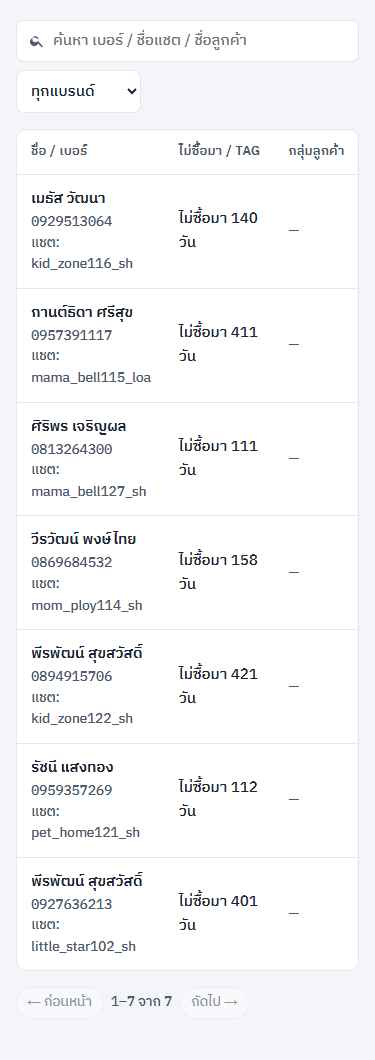 ค้นหา เบอร์ / ชื่อแชต / ชื่อลูกค้า
ทุกแบรนด์
ชื่อ / เบอร์ ไม่ซื้อมา / TAG กลุ่มลูกค้า
เมธัส วัฒนา
0929513064
แชต:
kid_zone116_sh
ไม่ซื้อมา 140
วัน
—
กานต์ธิดา ศรีสุข
0957391117
แชต:
mama_bell115_loa
ไม่ซื้อมา 411
วัน
—
ศิริพร เจริญผล
0813264300
แชต:
mama_bell127_sh
ไม่ซื้อมา 111
วัน
—
วีรวัฒน์ พงษ์ไทย
0869684532
แชต:
mom_ploy114_sh
ไม่ซื้อมา 158
วัน
—
พีรพัฒน์ สุขสวัสดิ์
0894915706
แชต:
kid_zone122_sh
ไม่ซื้อมา 421
วัน
—
รัชนี แสงทอง
0959357269
แชต:
pet_home121_sh
ไม่ซื้อมา 112
วัน
—
พีรพัฒน์ สุขสวัสดิ์
0927636213
แชต:
little_star102_sh
ไม่ซื้อมา 401
วัน
—
← ก่อนหน้า 1–7 จาก 7 ถัดไป →